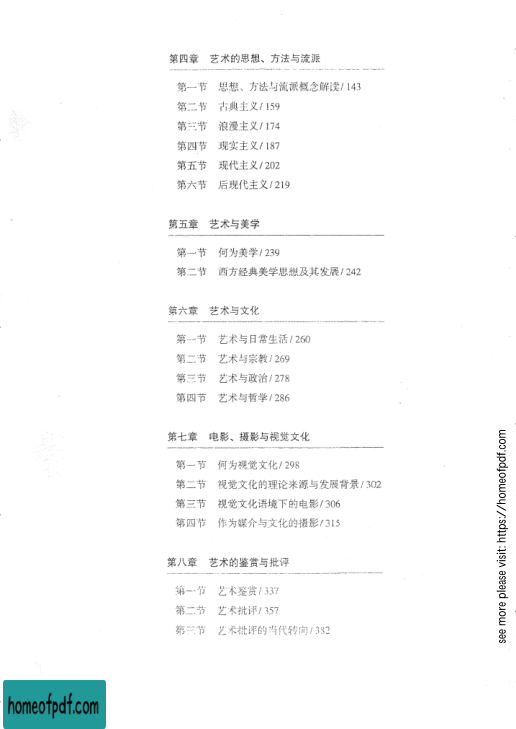 第四章 艺术的思想、方法与流派
第一节 思想、方法与流派概念解读/143
第二节 古典主义/159
第三节 浪漫主义/174
第四节 现实主义/187
第五节 现代主义/202
第六节 后现代主义/219
第五章 艺术与美学
第一节 何为美学/239
第二节 西方经典美学思想及其发展/242
第六章 艺术与文化
第一节 艺术与日常生活/260
第二节 艺术与宗教/269
第三节 艺术与政治/278
第四节 艺术与哲学/286
第七章 电影、摄影与视觉文化
第一节 何为视觉文化/298
第二节 视觉文化的理论来源与发展背景/302
第三节 视觉文化语境下的电影/306
第四节 作为媒介与文化的摄影/315
第八章 艺术的鉴赏与批评
第一节 艺术鉴赏/337
第二节 艺术批评/357
第三节 艺术批评的当代转向/382
see more please visit: https://homeofpdf.com
homeofpdf.com